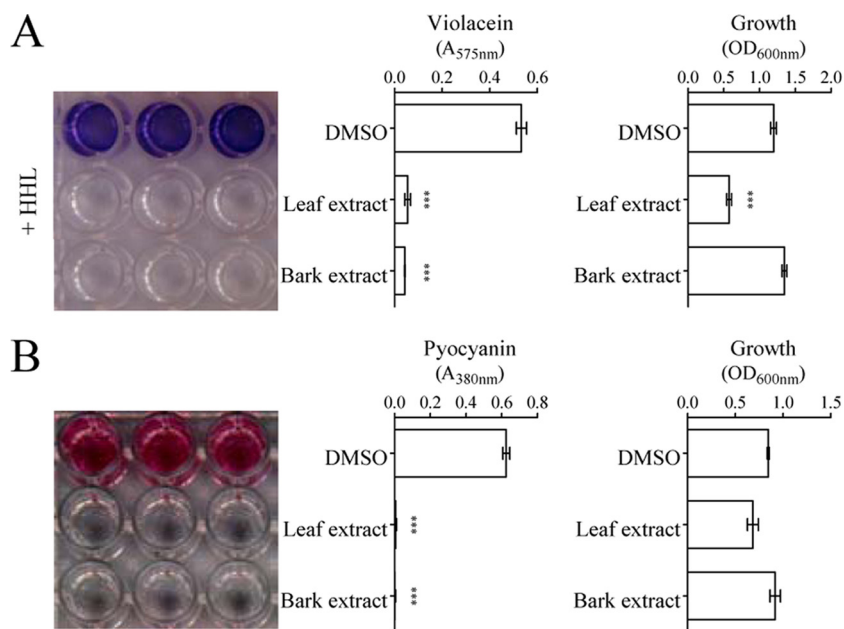 A
+ HHL
Violacein
(A575nm)
0.0 0.2 0.4 0.6
DMSO
Leaf extract
***
Bark extract
***
Growth
(OD600nm)
0.0 0.5 1.0 1.5 2.0
DMSO
Leaf extract
***
Bark extract
B
Pyocyanin
(A380nm)
0.0 0.2 0.4 0.6 0.8
DMSO
Leaf extract
***
Bark extract
***
Growth
(OD600nm)
0.0 0.5 1.0 1.5
DMSO
Leaf extract
Bark extract